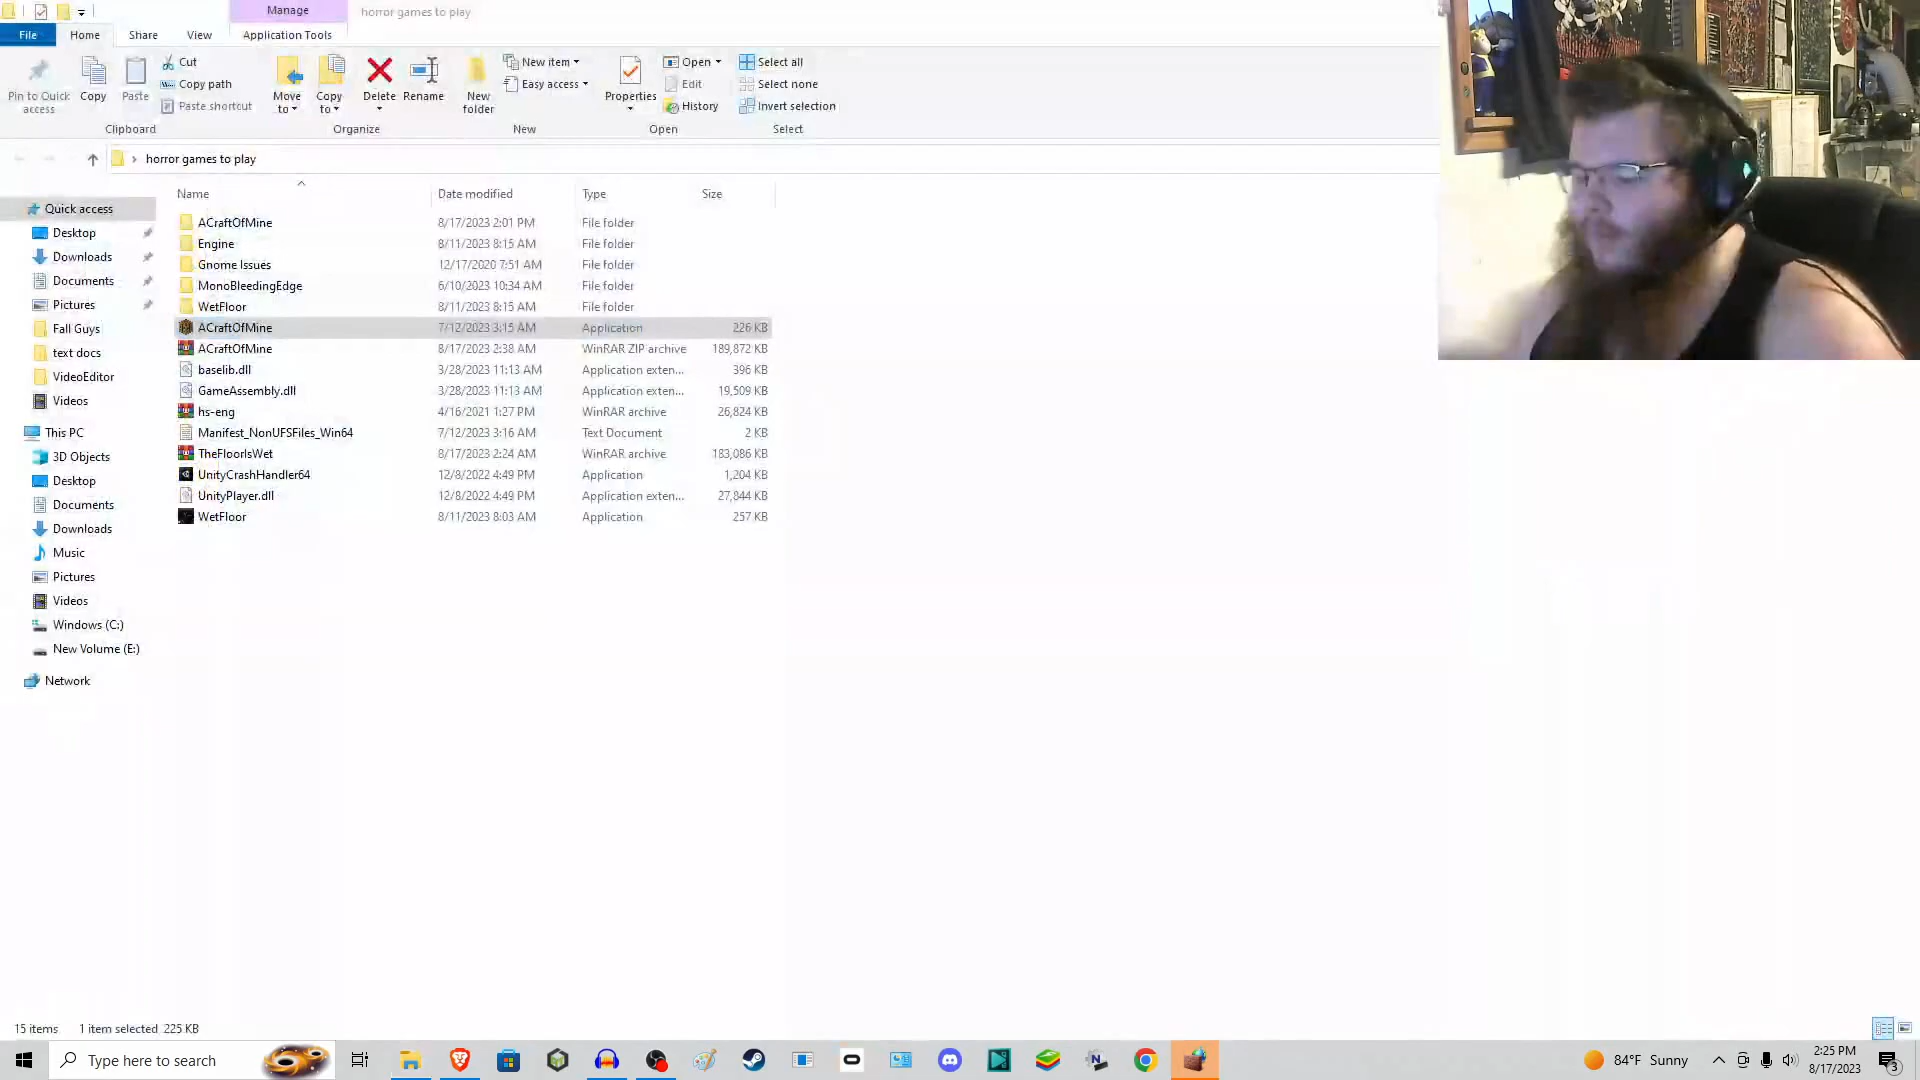 Manage
horror games to play
File
Home
Share
View
Application Tools
Pin to Quick access
Copy
Paste
Cut
Copy path
Paste shortcut
Clipboard
Move to
Copy to
Delete
Rename
Organize
New folder
New item
Easy access
New
Properties
Open
Edit
History
Open
Select all
Select none
Invert selection
Select
horror games to play
Name
Date modified
Type
Size
Quick access
Desktop
Downloads
Documents
Pictures
Fall Guys
text docs
VideoEditor
Videos
This PC
3D Objects
Desktop
Documents
Downloads
Music
Pictures
Videos
Windows (C:)
New Volume (E:)
Network
ACraftOfMine 8/17/2023 2:01 PM File folder
Engine 8/11/2023 8:15 AM File folder
Gnome Issues 12/17/2020 7:51 AM File folder
MonoBleedingEdge 6/10/2023 10:34 AM File folder
WetFloor 8/11/2023 8:15 AM File folder
ACraftOfMine 7/12/2023 3:15 AM Application 226 KB
ACraftOfMine 8/17/2023 2:38 AM WinRAR ZIP archive 189,872 KB
baselib.dll 3/28/2023 11:13 AM Application exten... 396 KB
GameAssembly.dll 3/28/2023 11:13 AM Application exten... 19,509 KB
hs-eng 4/16/2021 1:27 PM WinRAR archive 26,824 KB
Manifest_NonUFSFiles_Win64 7/12/2023 3:16 AM Text Document 2 KB
TheFloorIsWet 8/17/2023 2:24 AM WinRAR archive 183,086 KB
UnityCrashHandler64 12/8/2022 4:49 PM Application 1,204 KB
UnityPlayer.dll 12/8/2022 4:49 PM Application exten... 27,844 KB
WetFloor 8/11/2023 8:03 AM Application 257 KB
15 items 1 item selected 225 KB
Type here to search
84°F Sunny
2:25 PM
8/17/2023
3